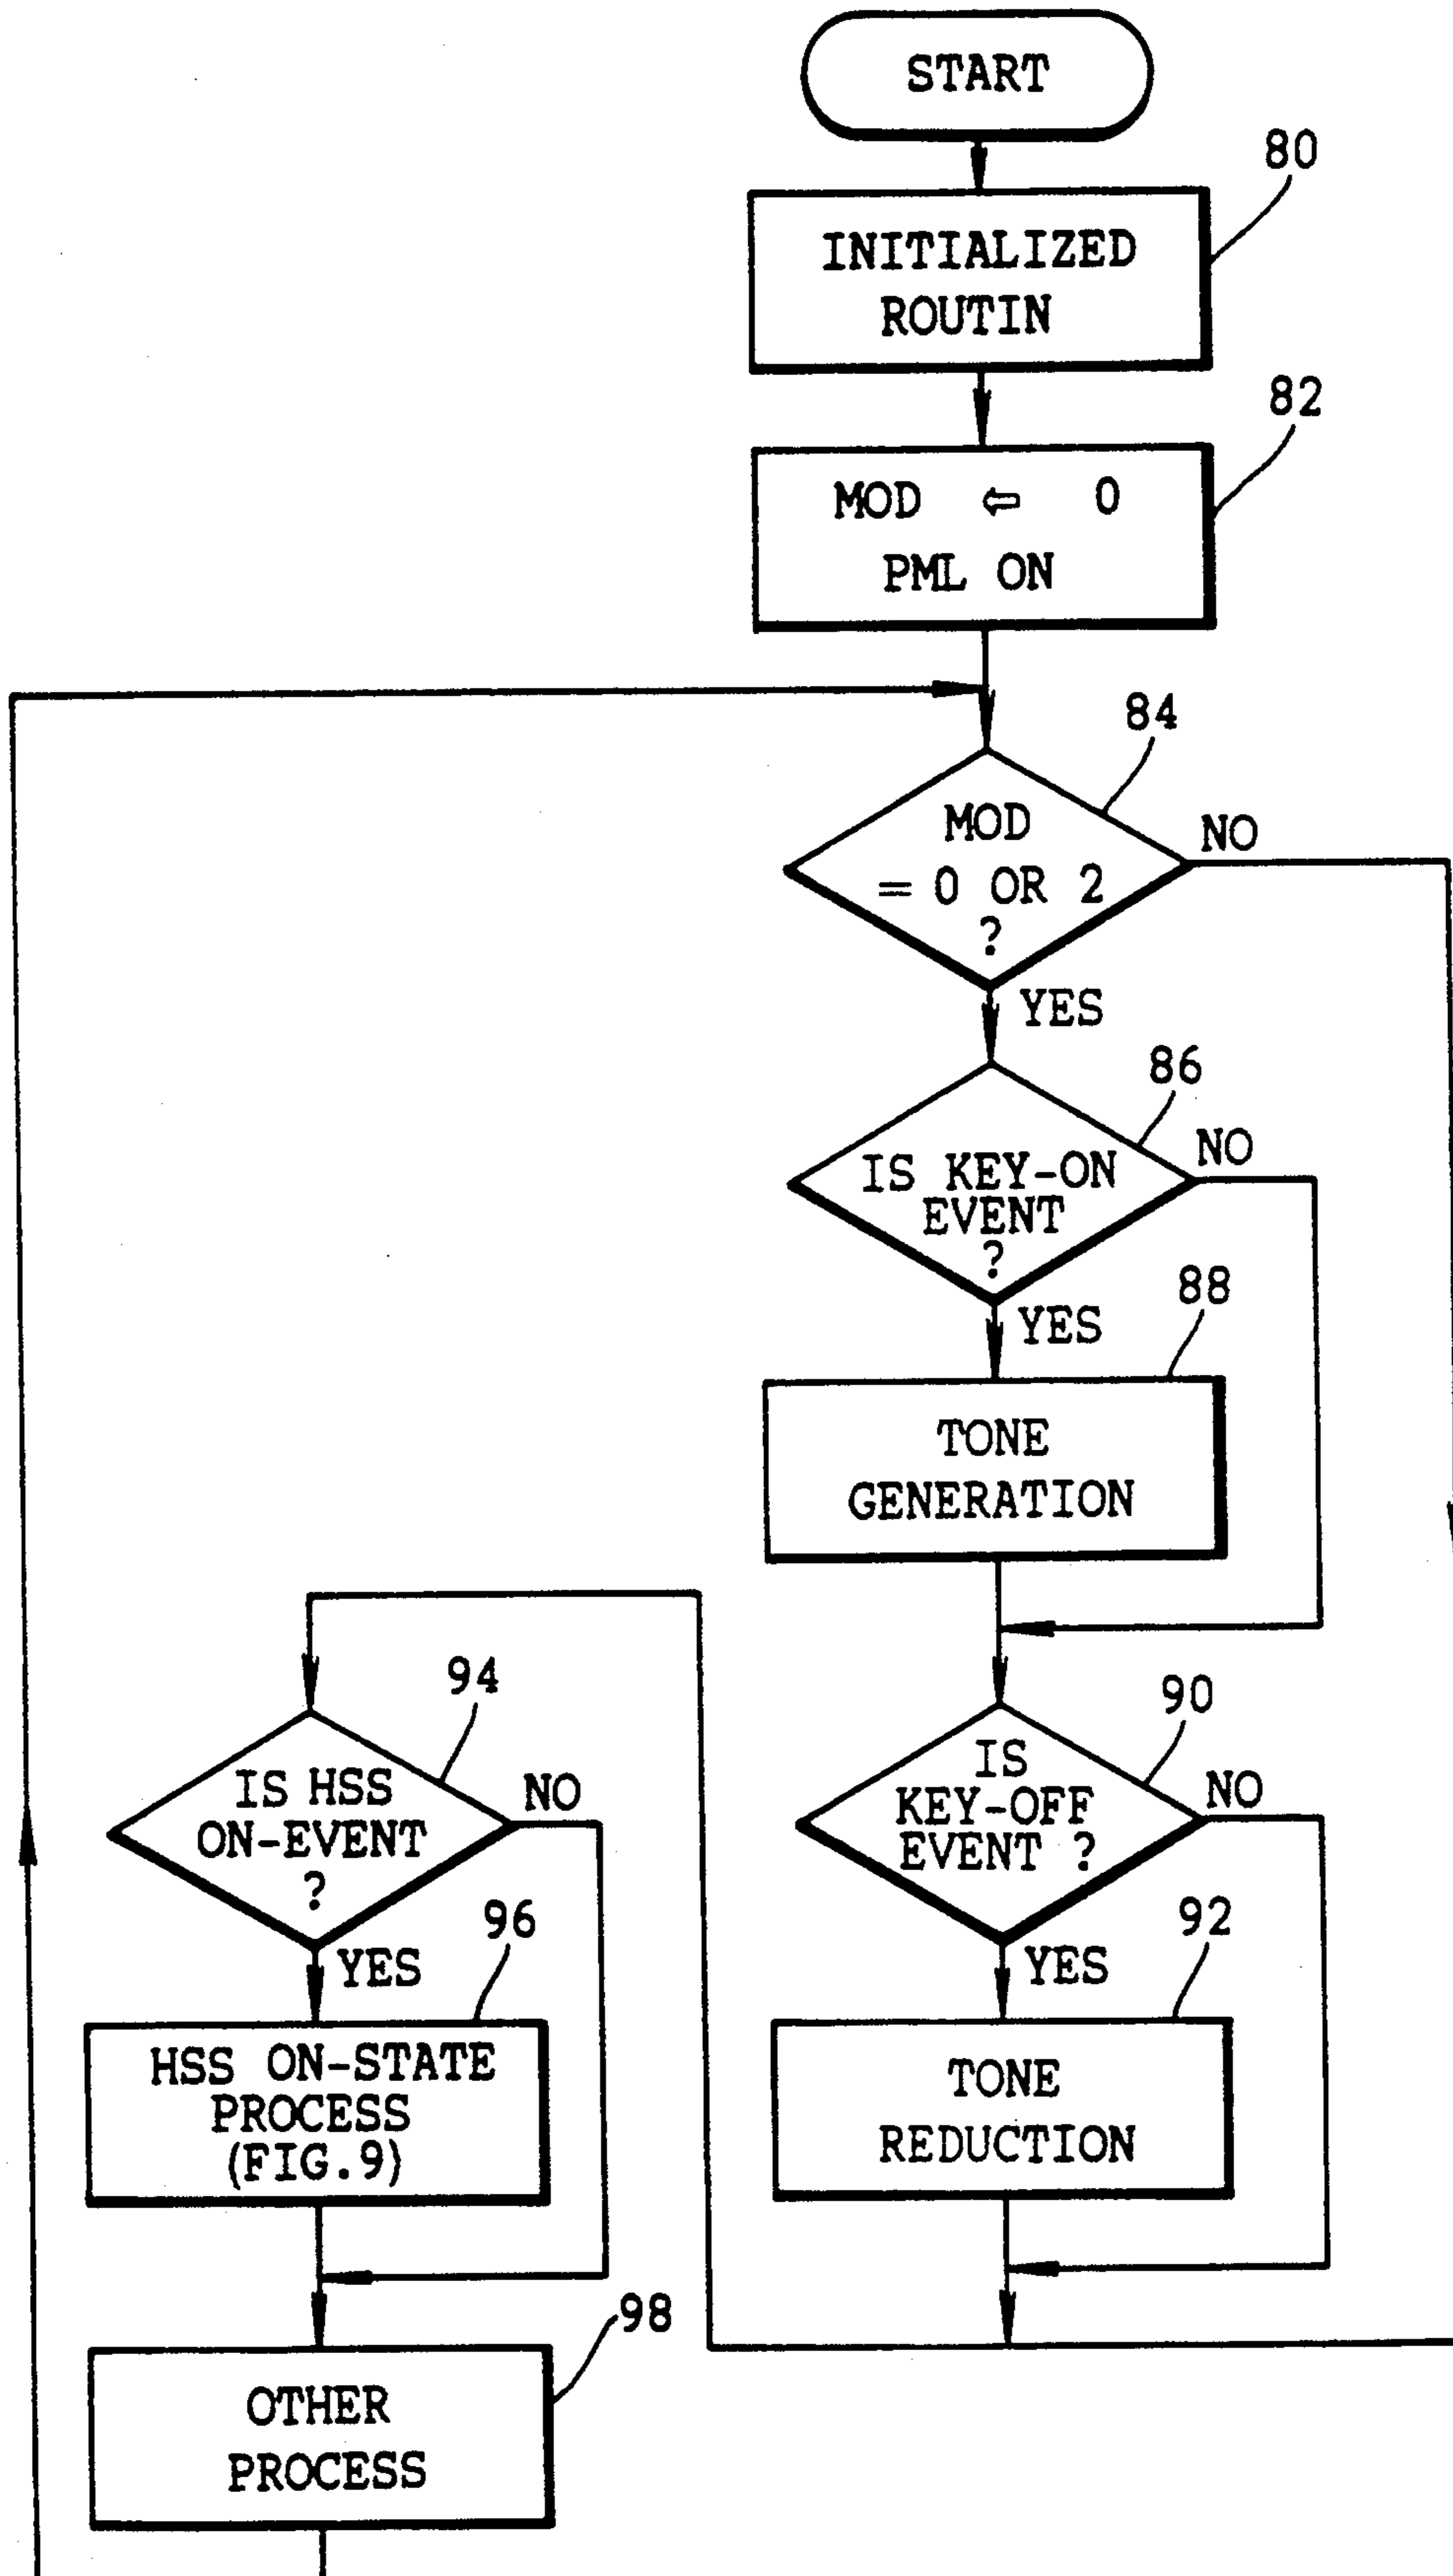 START
80
INITIALIZED
ROUTIN
82
MOD ⇐ 0
PML ON
84
MOD
= 0 OR 2
?
NO
YES
86
IS KEY-ON
EVENT
?
NO
YES
88
TONE
GENERATION
90
IS
KEY-OFF
EVENT ?
NO
YES
92
TONE
REDUCTION
94
IS HSS
ON-EVENT
?
NO
YES
96
HSS ON-STATE
PROCESS
(FIG.9)
98
OTHER
PROCESS